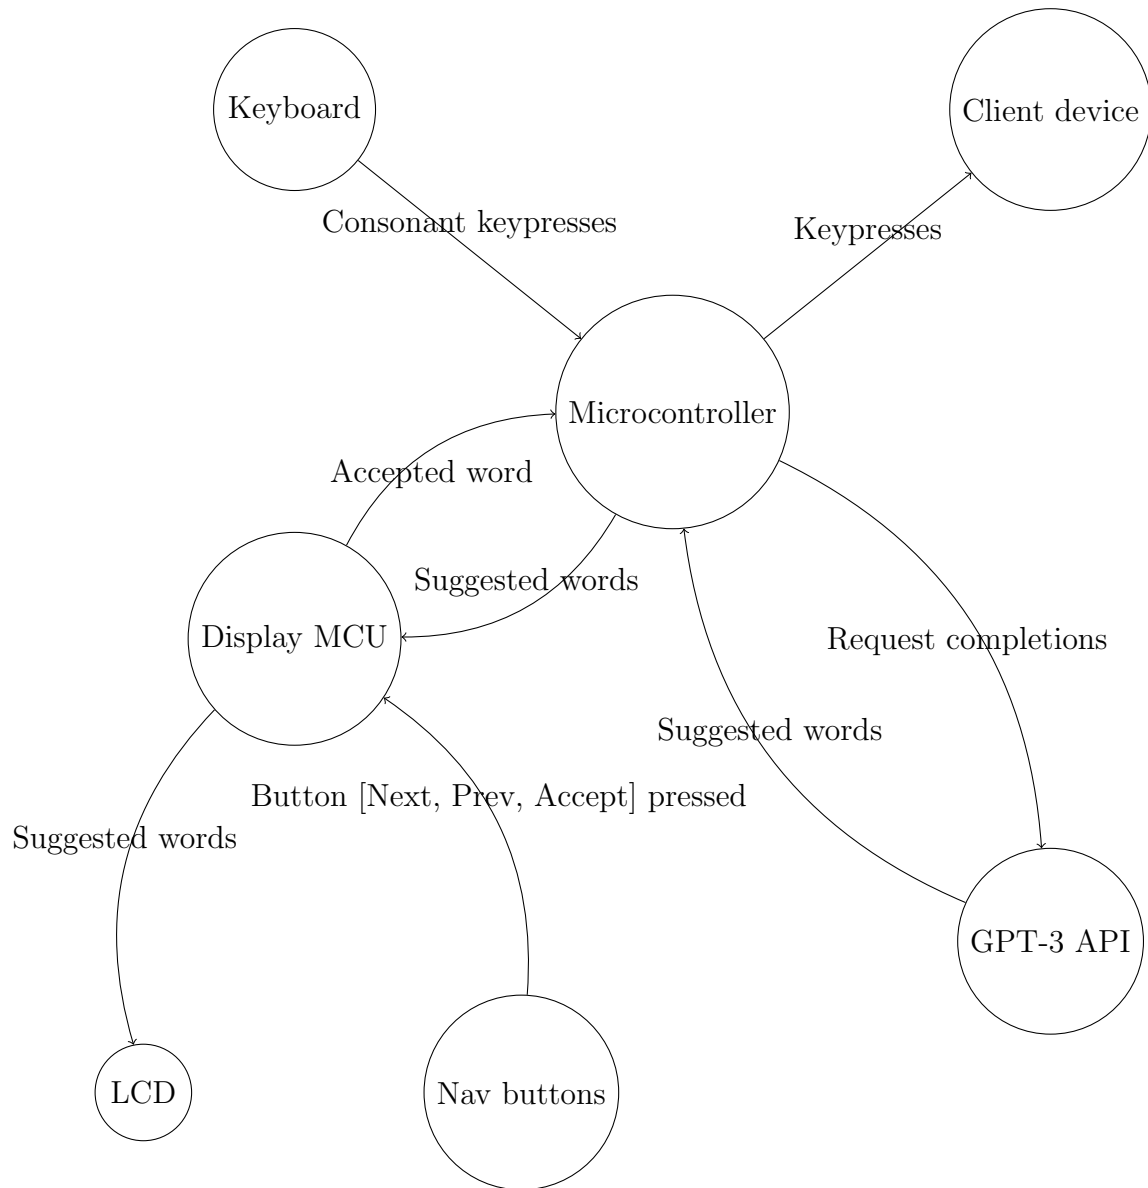 Keyboard
Client device
Consonant keypresses
Keypresses
Microcontroller
Accepted word
Suggested words
Display MCU
Request completions
Suggested words
Button [Next, Prev, Accept] pressed
Suggested words
GPT-3 API
LCD
Nav buttons